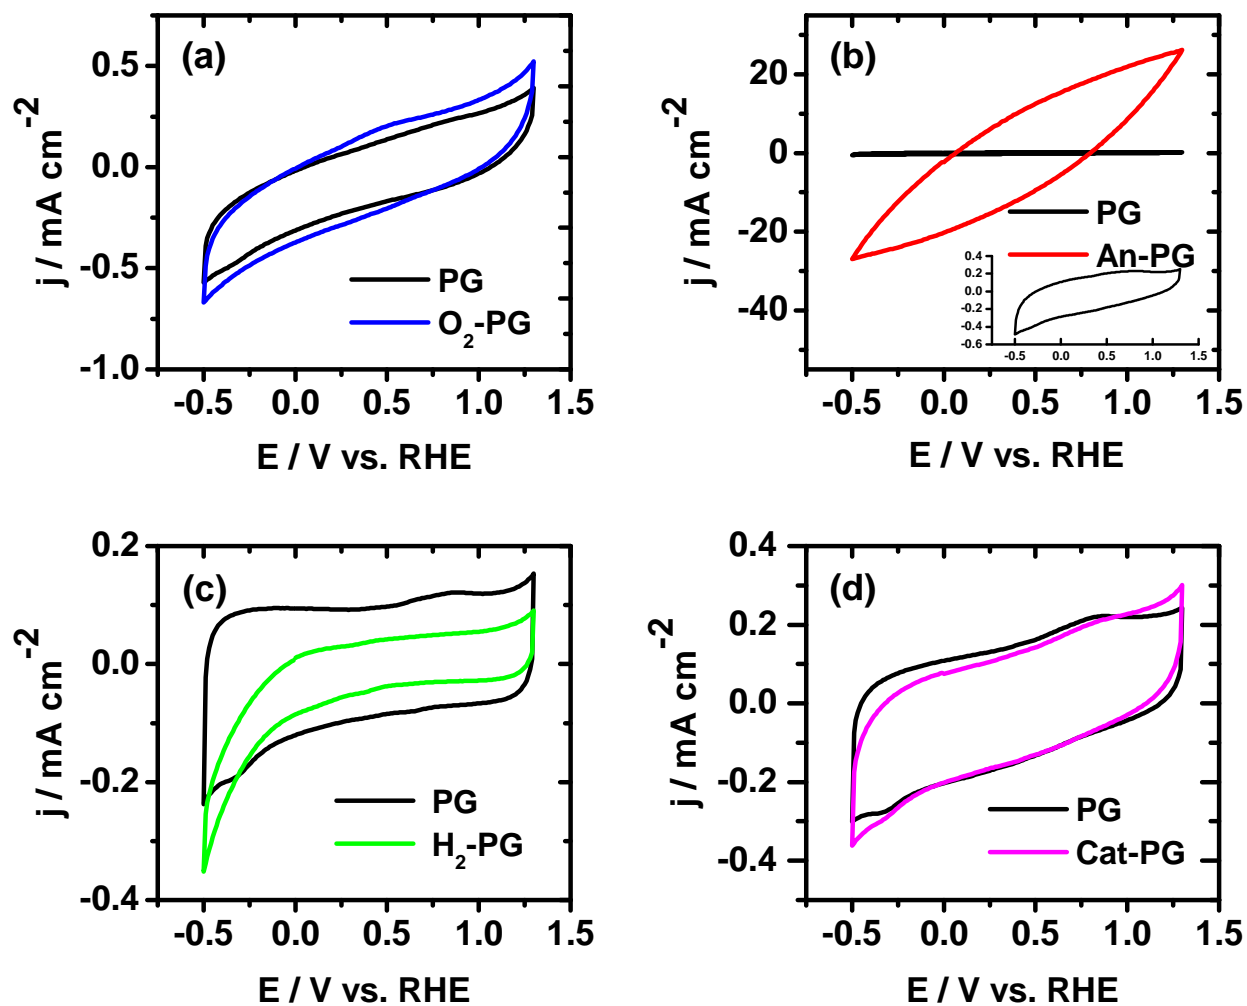 (a)
0.5
0.0
-0.5
-1.0
j / mA cm-2
PG
O2-PG
-0.5 0.0 0.5 1.0 1.5
E / V vs. RHE
(b)
20
0
-20
-40
j / mA cm-2
PG
An-PG
0.4
0.2
0.0
-0.2
-0.4
-0.6
-0.5 0.0 0.5 1.0 1.5
-0.5 0.0 0.5 1.0 1.5
E / V vs. RHE
(c)
0.2
0.0
-0.2
-0.4
j / mA cm-2
PG
H2-PG
-0.5 0.0 0.5 1.0 1.5
E / V vs. RHE
(d)
0.4
0.2
0.0
-0.2
-0.4
j / mA cm-2
PG
Cat-PG
-0.5 0.0 0.5 1.0 1.5
E / V vs. RHE